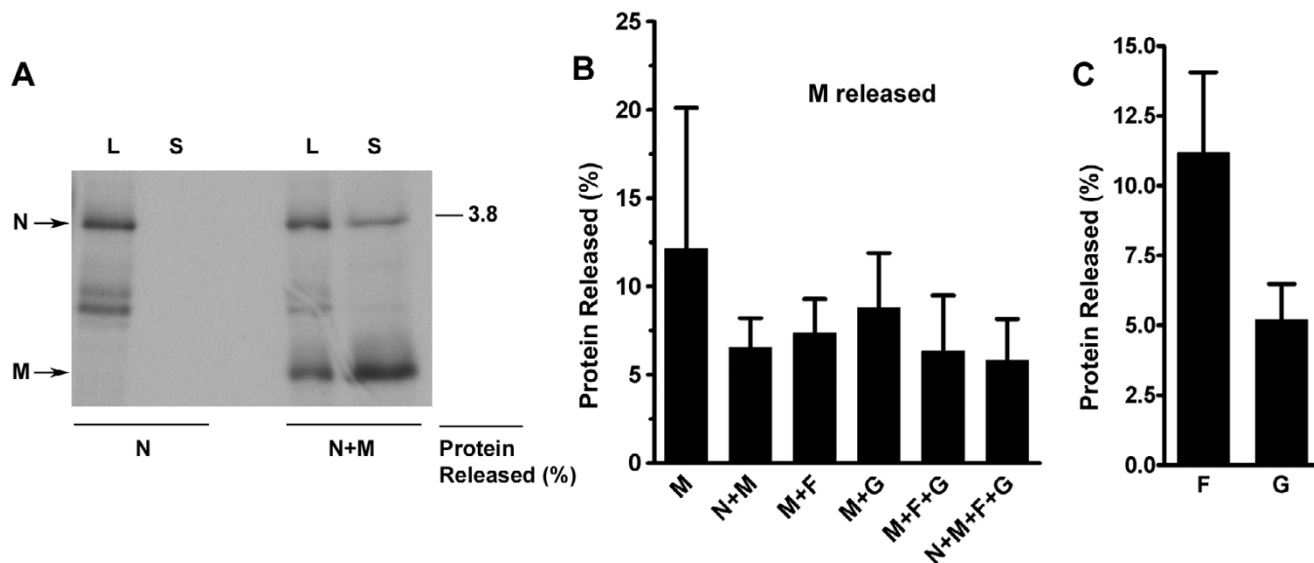 A
L S L S
N
3.8
M
N N+M Protein
Released (%)
B
M released
Protein Released (%)
25
20
15
10
5
0
M N+M M+F M+G M+F+G N+M+F+G
C
Protein Released (%)
15.0
12.5
10.0
7.5
5.0
2.5
0.0
F G